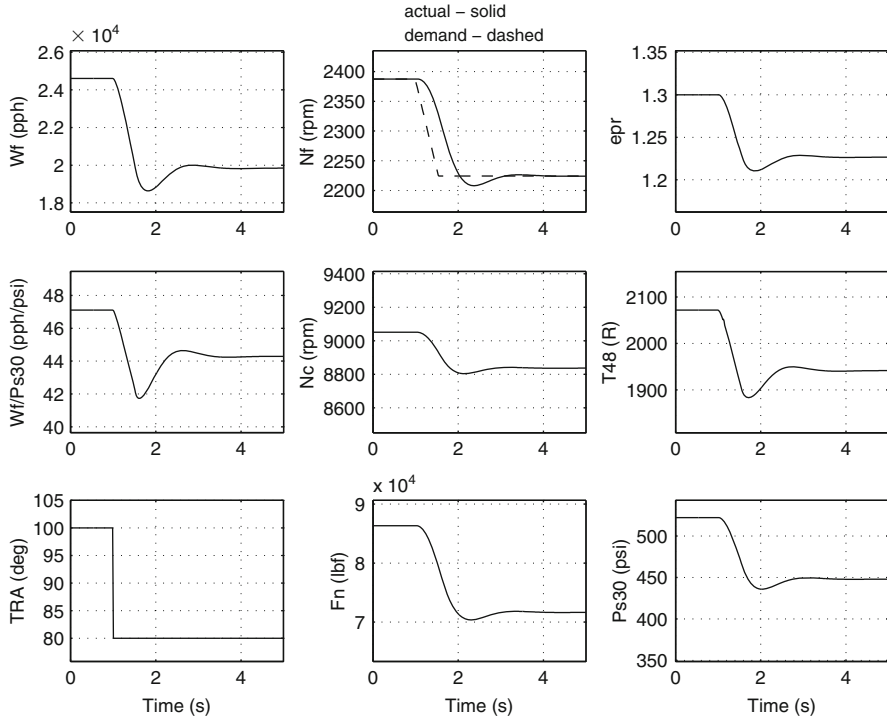 actual – solid
demand – dashed
× 10⁴
2.6
2.4
2.2
2
1.8
Wf (pph)
0 2 4
2400
2350
2300
2250
2200
Nf (rpm)
0 2 4
1.35
1.3
1.25
1.2
epr
0 2 4
48
46
44
42
40
Wf/Ps30 (pph/psi)
0 2 4
9400
9200
9000
8800
8600
Nc (rpm)
0 2 4
2100
2000
1900
T48 (R)
0 2 4
105
100
95
90
85
80
TRA (deg)
0 2 4
Time (s)
x 10⁴
9
8
7
6
Fn (lbf)
0 2 4
Time (s)
500
450
400
350
Ps30 (psi)
0 2 4
Time (s)